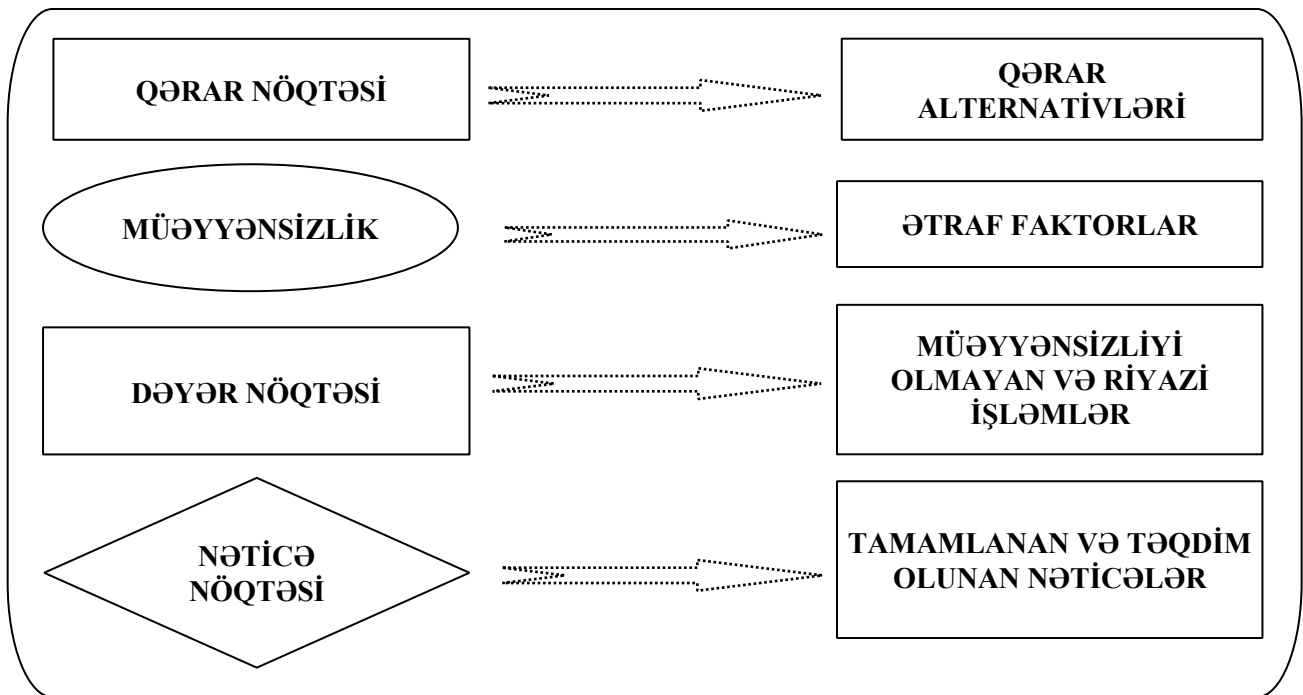 QƏRAR NÖQTƏSİ
QƏRAR
ALTERNATİVLƏRİ
MÜƏYYƏNSİZLİK
ƏTRAF FAKTORLAR
DƏYƏR NÖQTƏSİ
MÜƏYYƏNSİZLİYİ
OLMAYAN VƏ RİYAZİ
İŞLƏMLƏR
NƏTİCƏ
NÖQTƏSİ
TAMAMLANAN VƏ TƏQDİM
OLUNAN NƏTİCƏLƏR